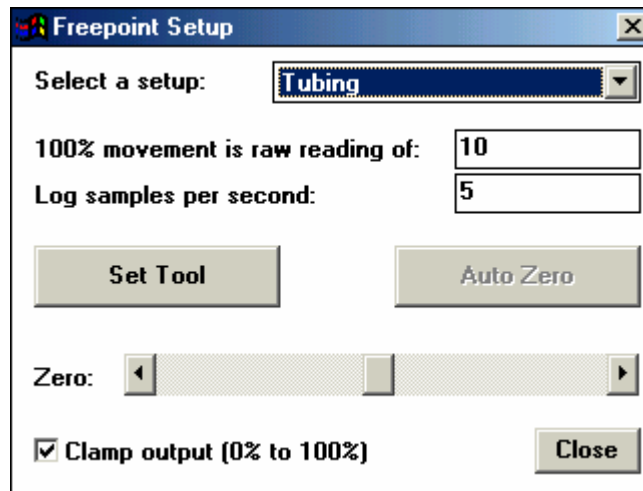 Freepoint Setup
Select a setup: Tubing
100% movement is raw reading of: 10
Log samples per second: 5
Set Tool Auto Zero
Zero:
Clamp output (0% to 100%) Close